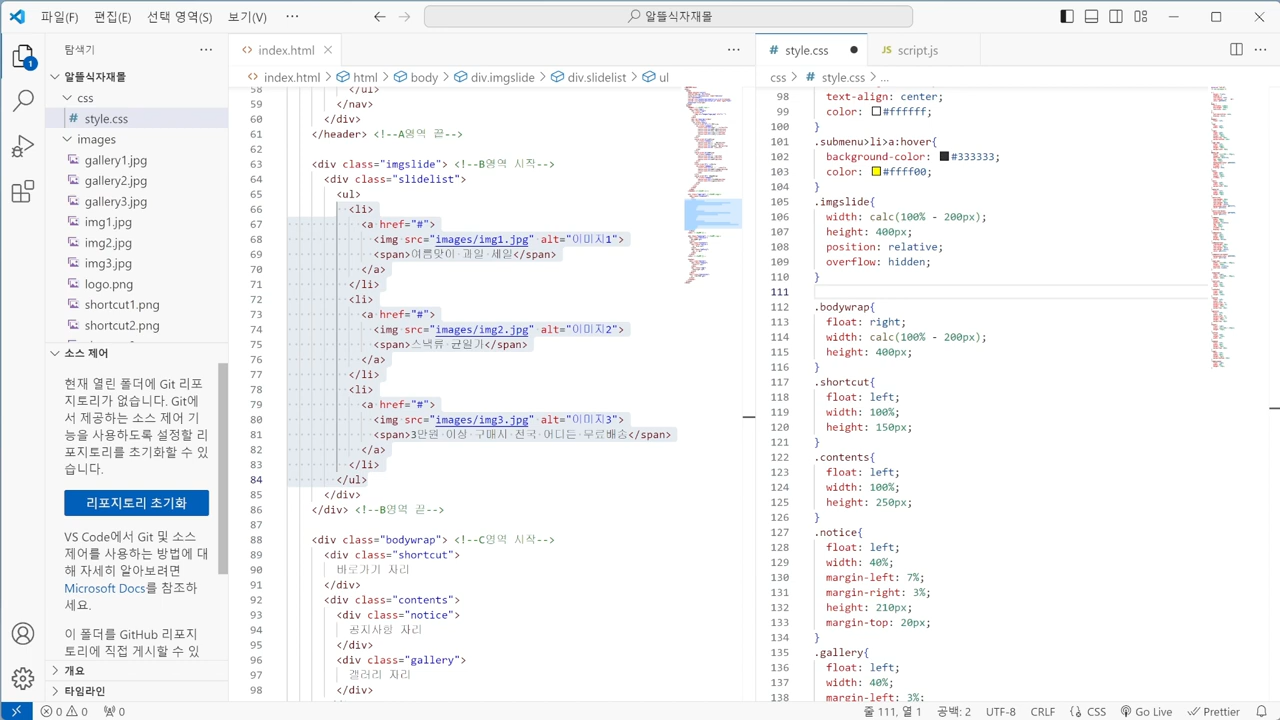 파일(F) 편집(E) 선택 영역(S) 보기(V) ··· 알뜰식자재몰
탐색기 ···
알뜰식자재몰
css
style.css
images
gallery1.jpg
gallery2.jpg
gallery3.jpg
img1.jpg
img2.jpg
img3.jpg
logo.png
shortcut1.png
shortcut2.png
소스 제어
현재 열린 폴더에 Git 리포
지토리가 없습니다. Git에
서 제공하는 소스 제어 기
능을 사용하도록 설정할 리
포지토리를 초기화할 수 있
습니다.
리포지토리 초기화
VS Code에서 Git 및 소스
제어를 사용하는 방법에 대
해 자세히 알아보려면
Microsoft Docs를 참조하
세요.
이 폴더를 GitHub 리포지
토리에 직접 게시할 수 있
개요
타임라인
index.html
index.html > html > body > div.imgslide > div.slidelist > ul
58 </ul>
59 </nav>
60 </div>
61 </header> <!--A영역 끝-->
62
63 <div class="imgslide"> <!--B영역 시작-->
64 <div class="slidelist">
65 <ul>
66 <li>
67 <a href="#">
68 <img src="images/img1.jpg" alt="이미지1"
69 <span>여름맞이 과일 세일</span>
70 </a>
71 </li>
72 <li>
73 <a href="#">
74 <img src="images/img2.jpg" alt="이미지2">
75 <span>스낵류 균일가</span>
76 </a>
77 </li>
78 <li>
79 <a href="#">
80 <img src="images/img3.jpg" alt="이미지3">
81 <span>3만원 이상 구매시 전국 어디든 무료배송</span>
82 </a>
83 </li>
84 </ul>
85 </div>
86 </div> <!--B영역 끝-->
87
88 <div class="bodywrap"> <!--C영역 시작-->
89 <div class="shortcut">
90 바로가기 자리
91 </div>
92 <div class="contents">
93 <div class="notice">
94 공지사항 자리
95 </div>
96 <div class="gallery">
97 갤러리 자리
98 </div>
style.css
JS script.js
css > style.css > ...
98 text-align: center;
99 color: #ffffff;
100 }
101 .submenu>li>a:hover{
102 background-color: #333333;
103 color: #ffff00;
104 }
105 .imgslide{
106 width: calc(100% - 200px);
107 height: 400px;
108 position: relative;
109 overflow: hidden;
110 }
111
112 .bodywrap{
113 float: right;
114 width: calc(100% - 200px);
115 height: 400px;
116 }
117 .shortcut{
118 float: left;
119 width: 100%;
120 height: 150px;
121 }
122 .contents{
123 float: left;
124 width: 100%;
125 height: 250px;
126 }
127 .notice{
128 float: left;
129 width: 40%;
130 margin-left: 7%;
131 margin-right: 3%;
132 height: 210px;
133 margin-top: 20px;
134 }
135 .gallery{
136 float: left;
137 width: 40%;
138 margin-left: 3%;
0 0 0 줄 111, 열 1 공백: 2 UTF-8 CRLF {} CSS Go Live Prettier